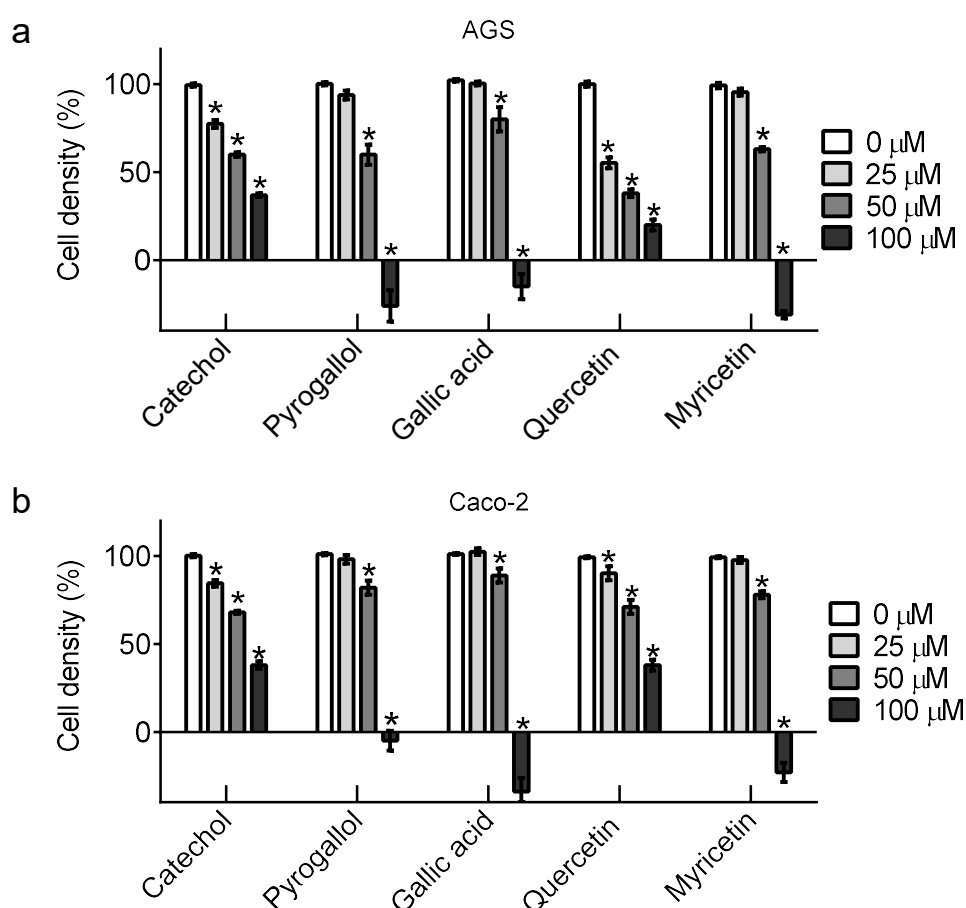 a
AGS
Cell density (%)
100
50
0
* * * * * * * * * * * *
0 µM
25 µM
50 µM
100 µM
Catechol
Pyrogallol
Gallic acid
Quercetin
Myricetin
b
Caco-2
Cell density (%)
100
50
0
* * * * * * * * * * * *
0 µM
25 µM
50 µM
100 µM
Catechol
Pyrogallol
Gallic acid
Quercetin
Myricetin